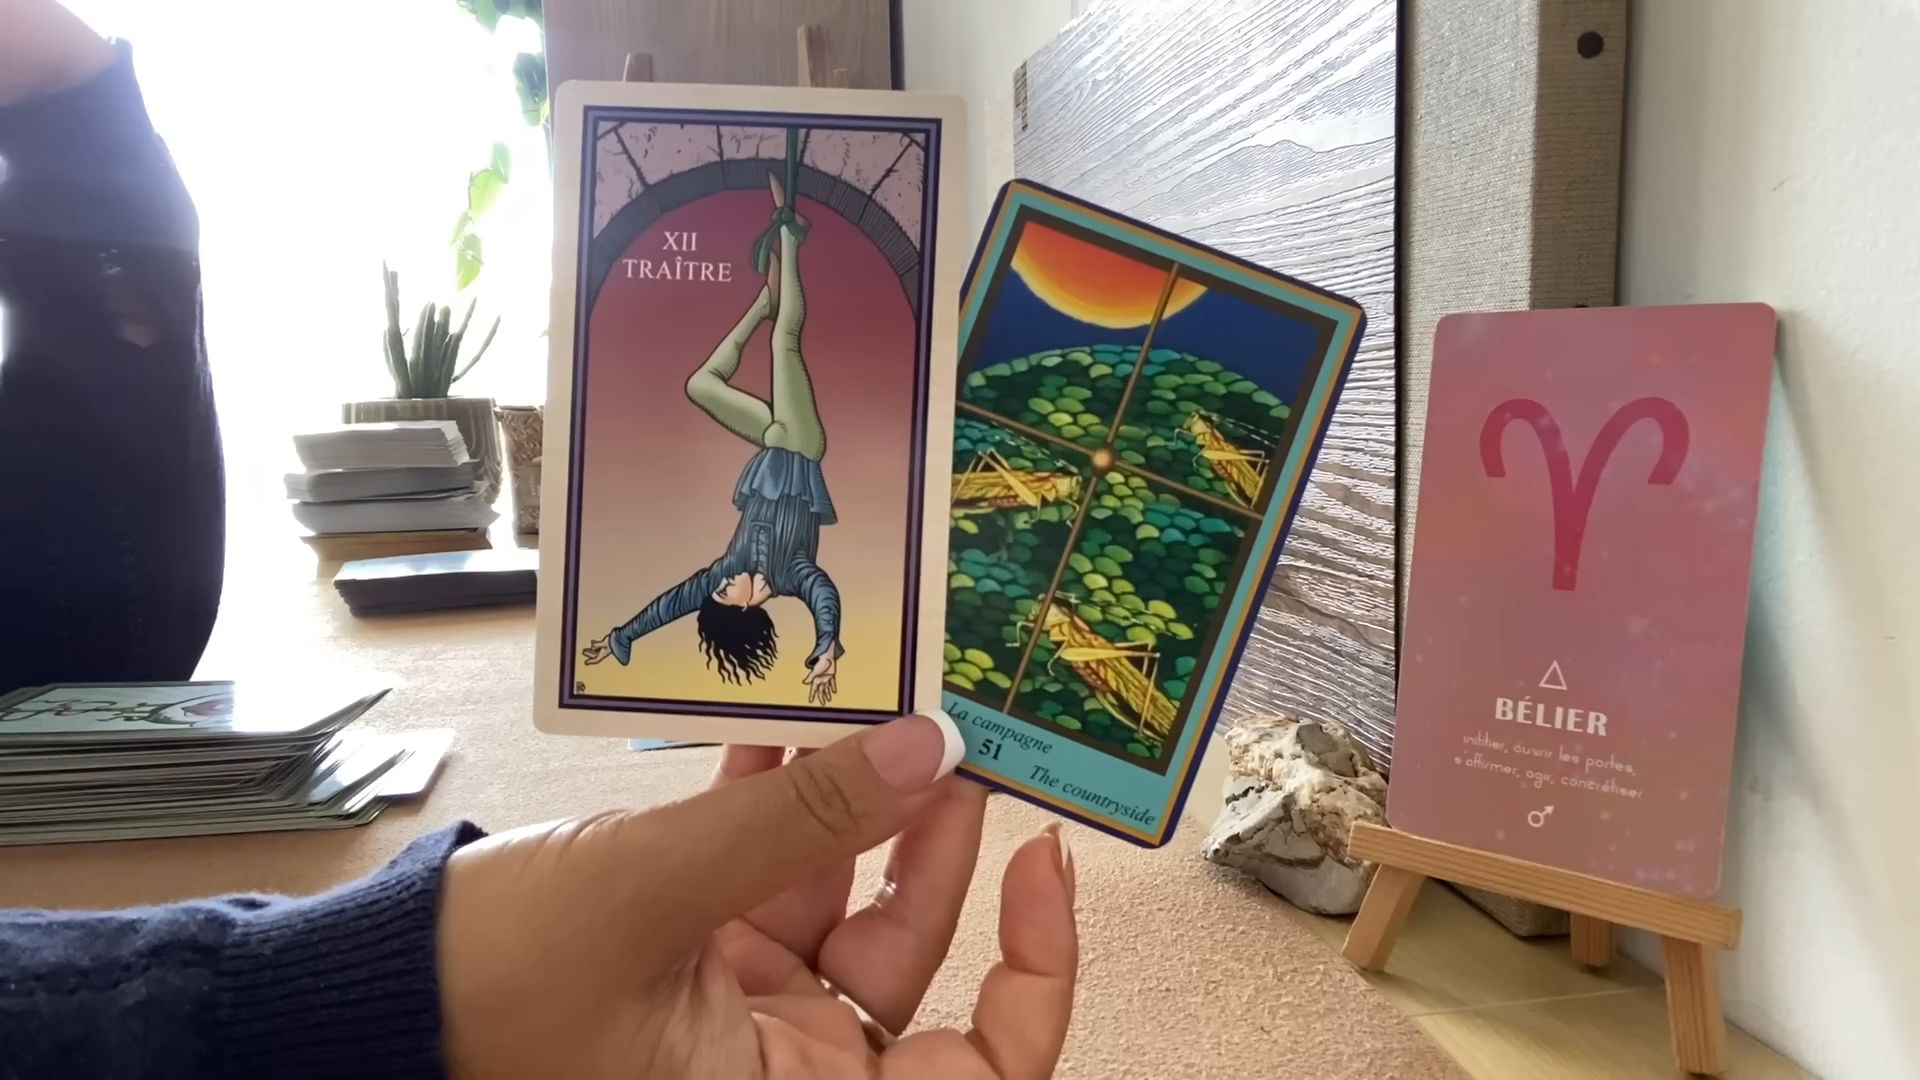 XII
TRAÎTRE
La campagne
51
The countryside
BÉLIER
initier, ouvrir les portes,
s'affirmer, agir, concrétiser